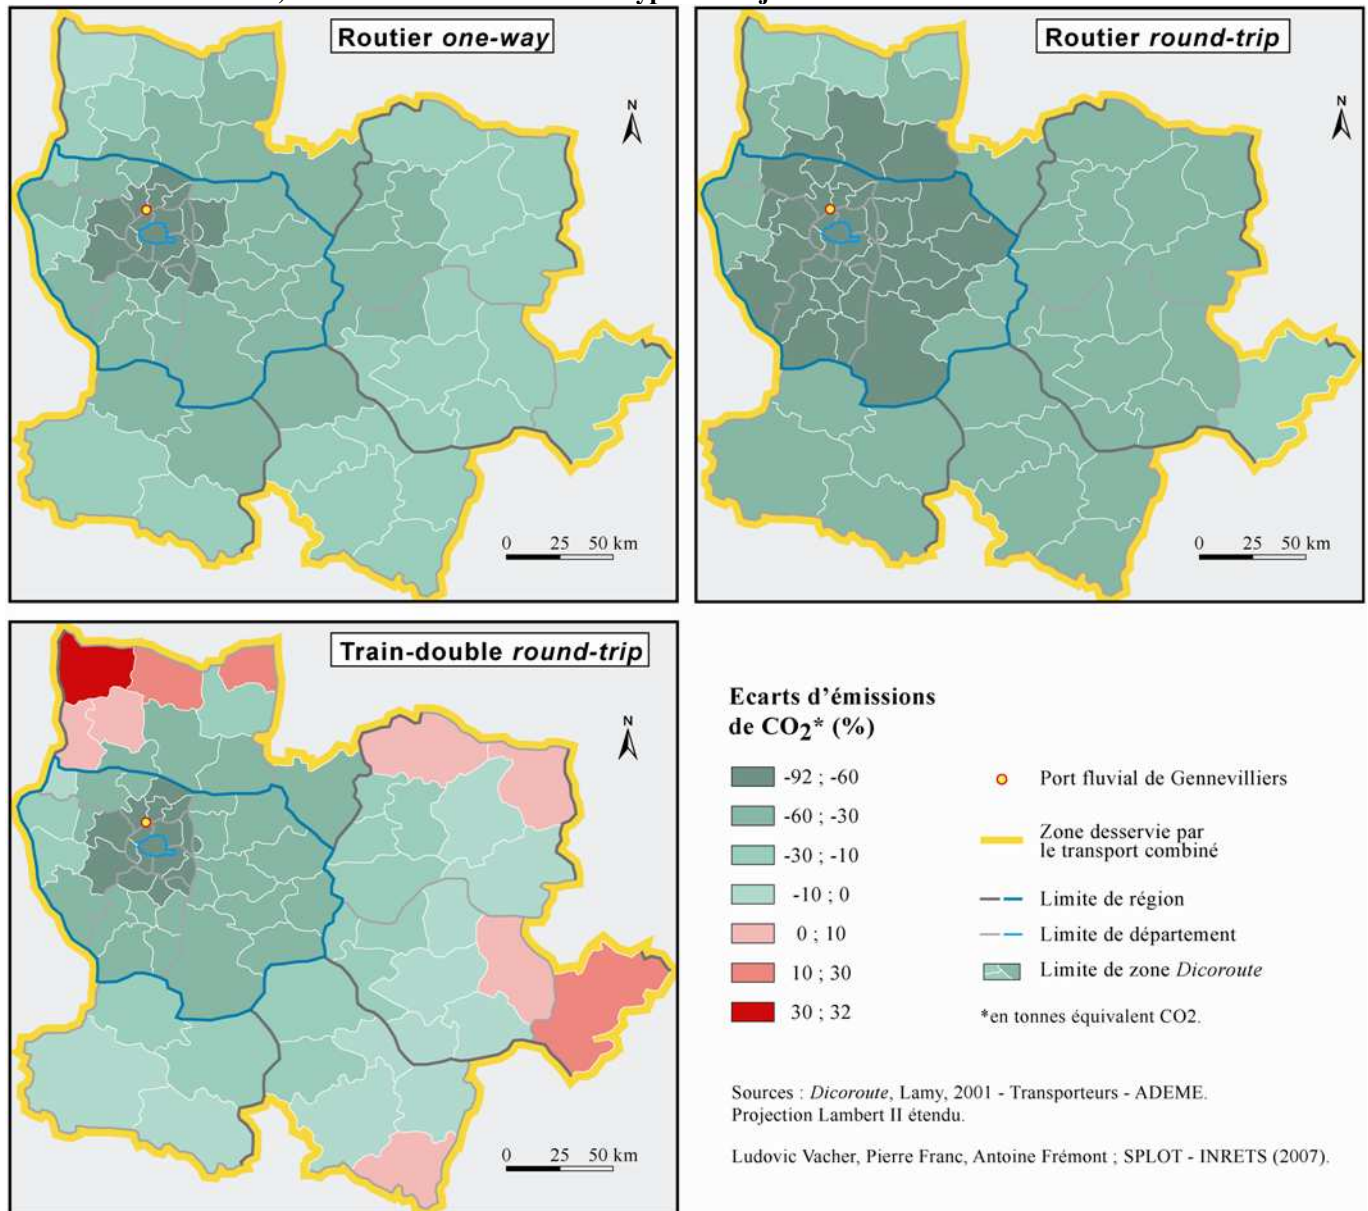 Routier one-way
N
0 25 50 km
Routier round-trip
N
0 25 50 km
Train-double round-trip
N
0 25 50 km
Ecarts d'émissions
de CO2* (%)
-92 ; -60
-60 ; -30
-30 ; -10
-10 ; 0
0 ; 10
10 ; 30
30 ; 32
Port fluvial de Gennevilliers
Zone desservie par
le transport combiné
Limite de région
Limite de département
Limite de zone Dicoroute
*en tonnes équivalent CO2.
Sources : Dicoroute, Lamy, 2001 - Transporteurs - ADEME.
Projection Lambert II étendu.
Ludovic Vacher, Pierre Franc, Antoine Frémont ; SPLOT - INRETS (2007).